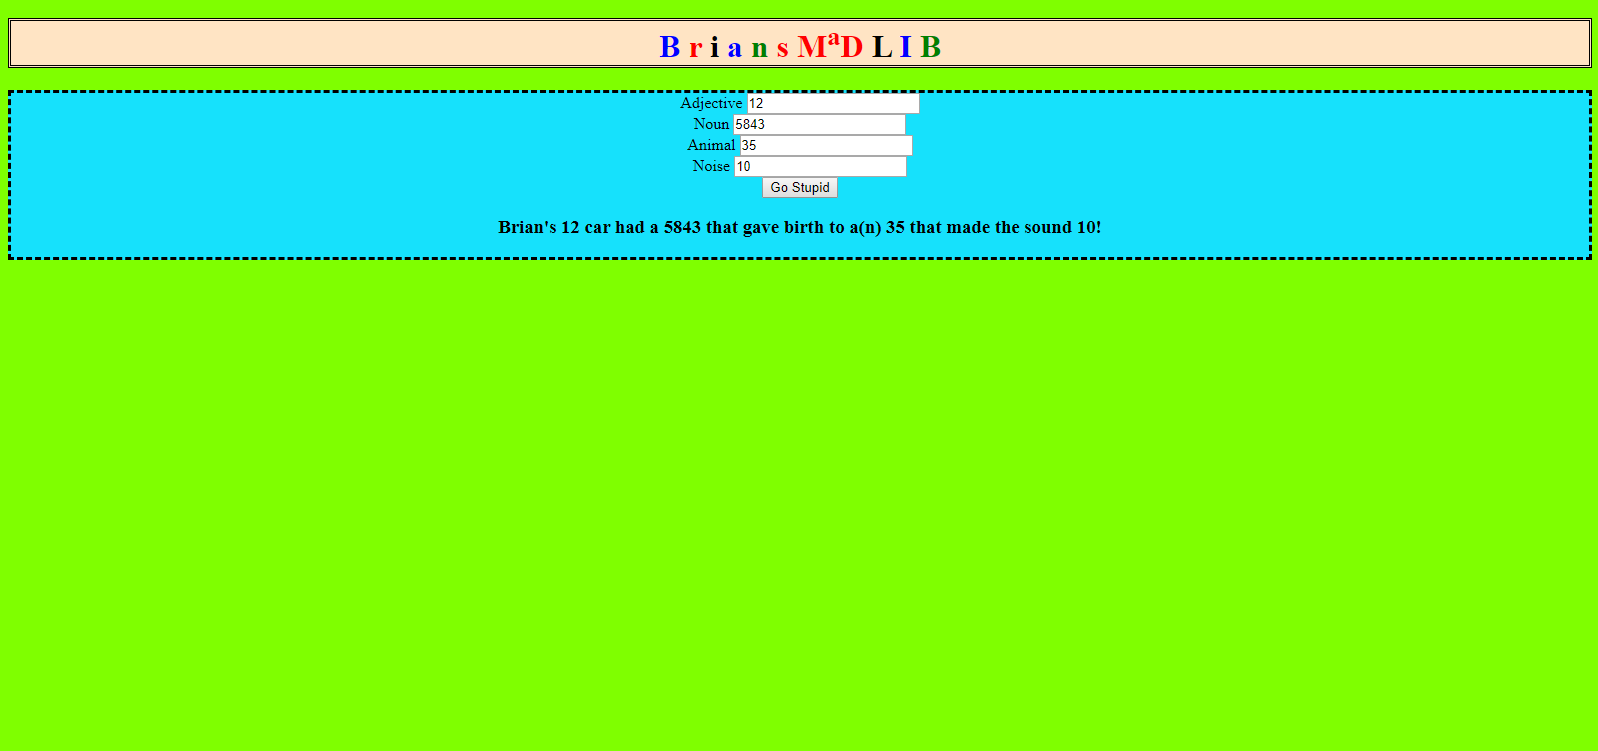 B r i a n s MaD L I B
Adjective 12
Noun 5843
Animal 35
Noise 10
Go Stupid
Brian's 12 car had a 5843 that gave birth to a(n) 35 that made the sound 10!